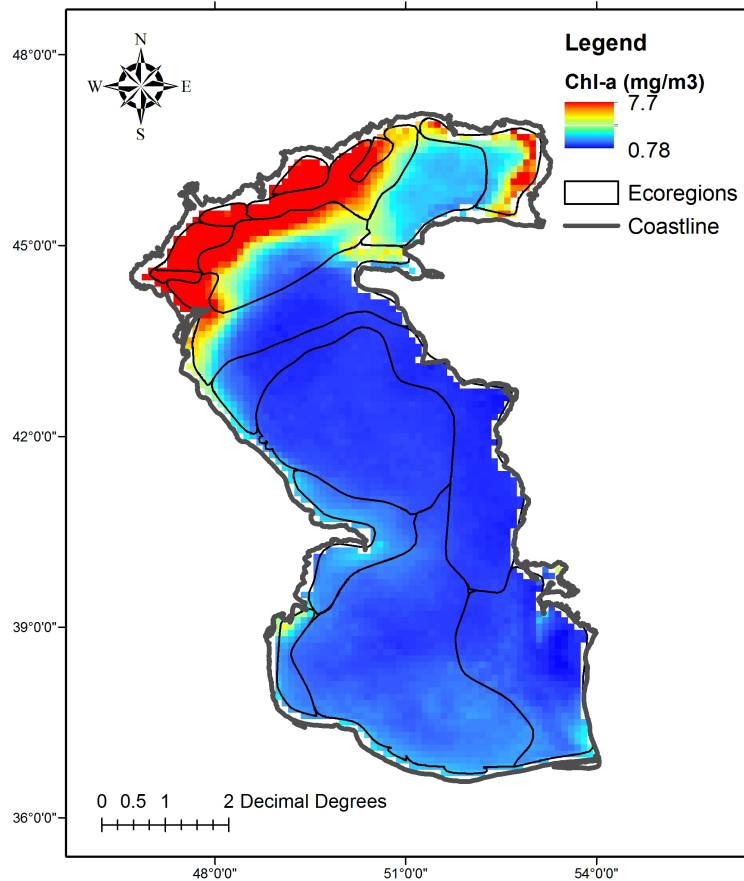 48°0'0"
N
W
E
S
Legend
Chl-a (mg/m3)
7.7
0.78
Ecoregions
Coastline
45°0'0"
42°0'0"
39°0'0"
36°0'0"
0 0.5 1 2 Decimal Degrees
48°0'0" 51°0'0" 54°0'0"